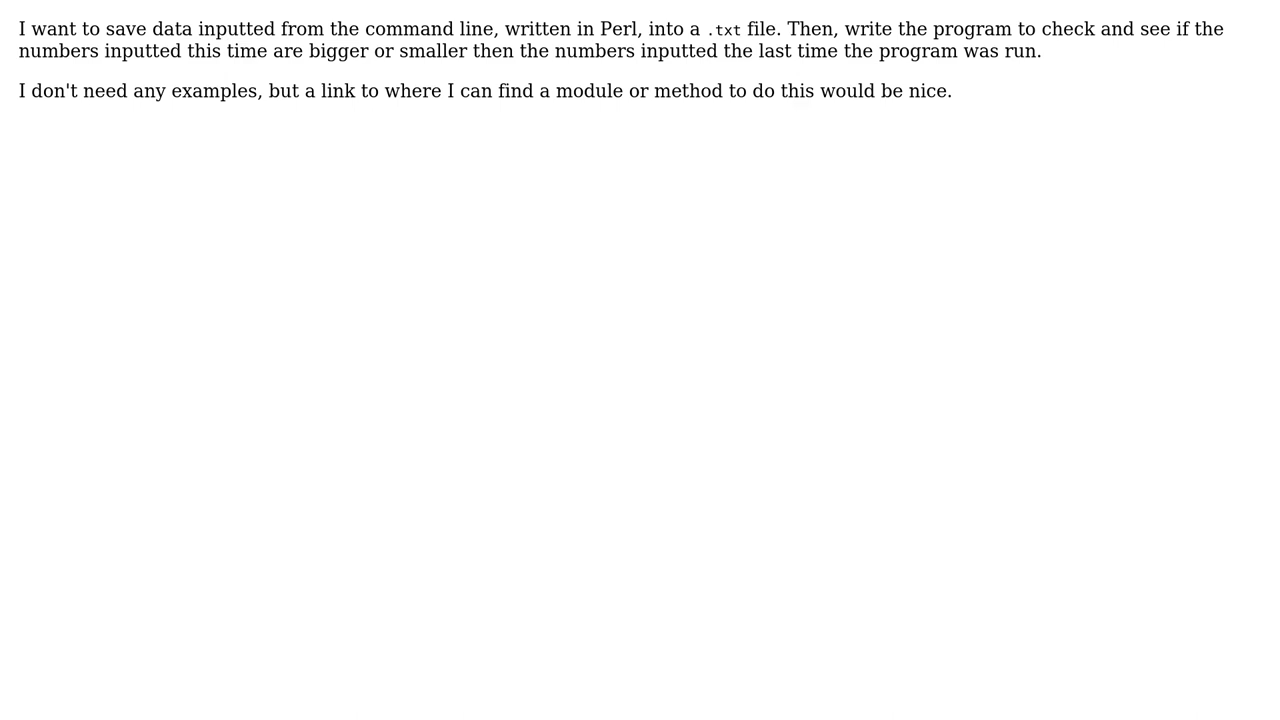 I want to save data inputted from the command line, written in Perl, into a .txt file. Then, write the program to check and see if the
numbers inputted this time are bigger or smaller then the numbers inputted the last time the program was run.
I don't need any examples, but a link to where I can find a module or method to do this would be nice.